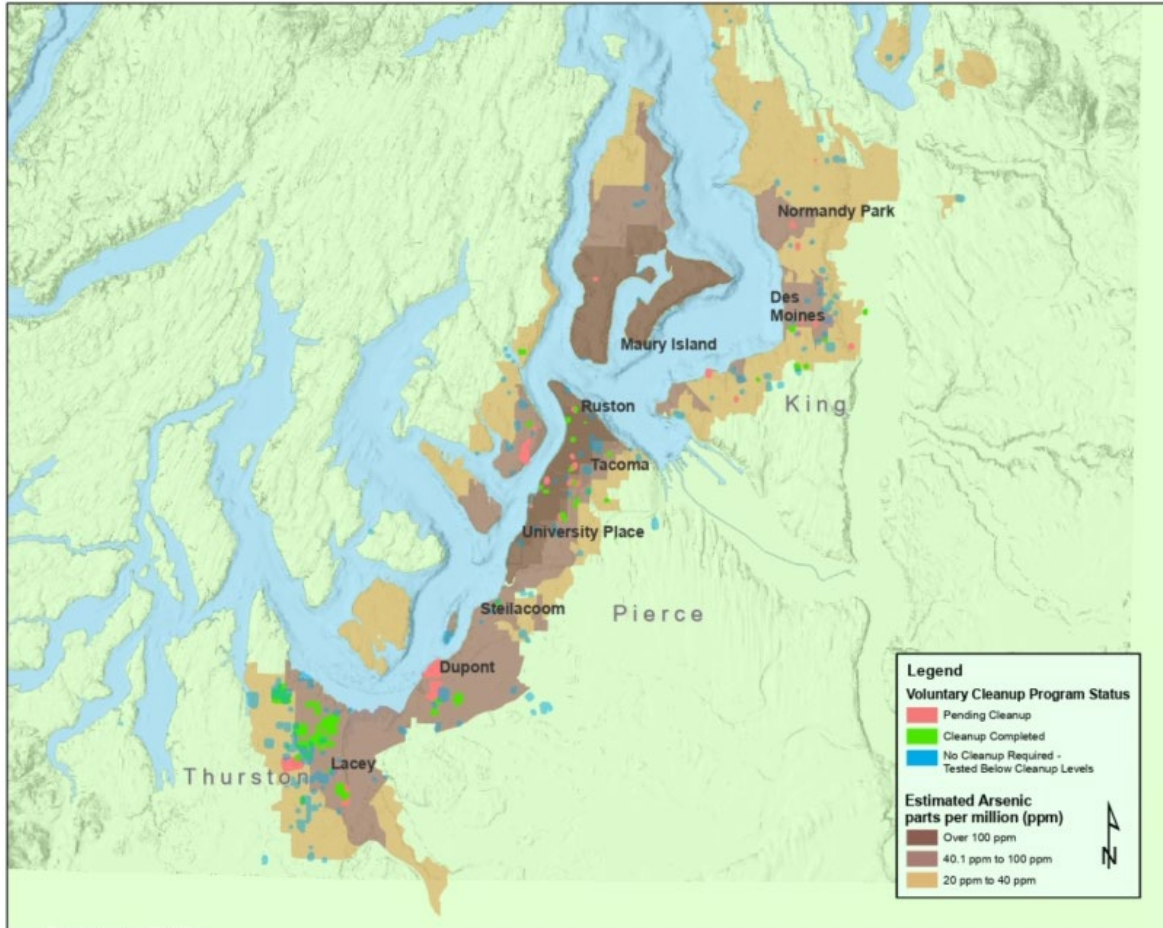 Normandy Park
Des
Moines
Maury Island
King
Ruston
Tacoma
University Place
Steilacoom
Pierce
Dupont
Lacey
Thurston
Legend
Voluntary Cleanup Program Status
Pending Cleanup
Cleanup Completed
No Cleanup Required -
Tested Below Cleanup Levels
Estimated Arsenic
parts per million (ppm)
Over 100 ppm
40.1 ppm to 100 ppm
20 ppm to 40 ppm
N